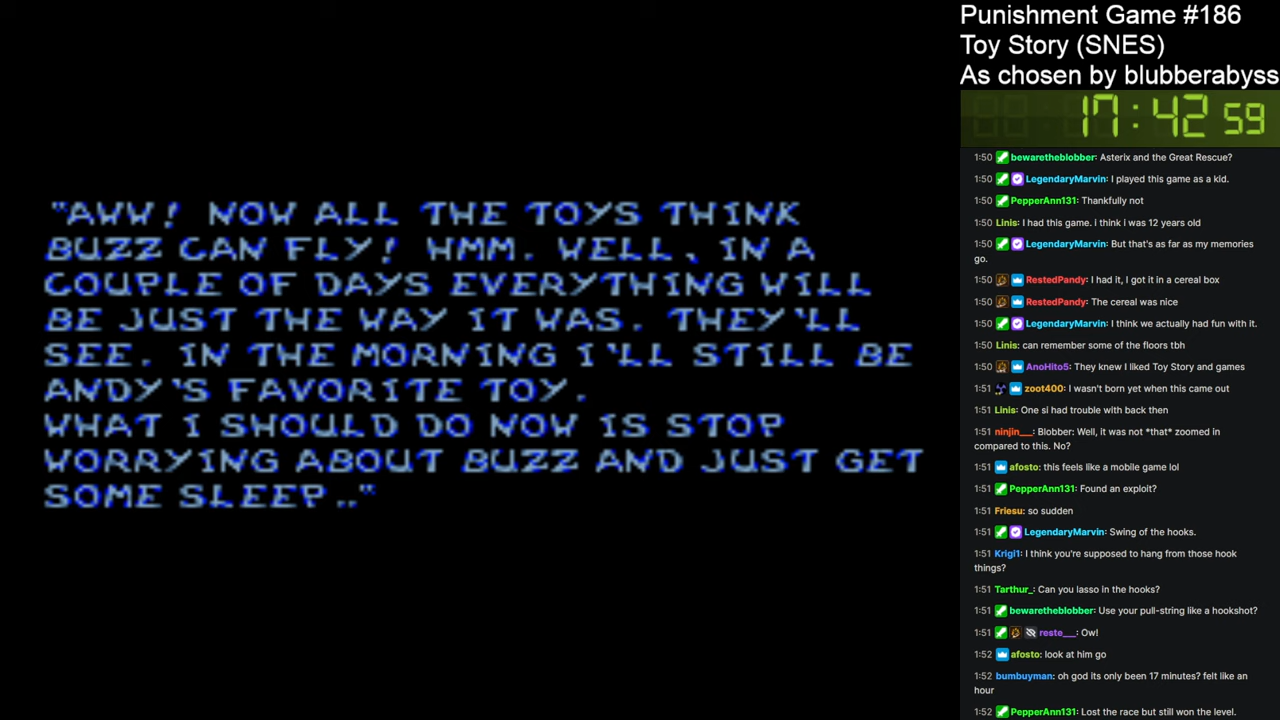 "AWW! NOW ALL THE TOYS THINK
BUZZ CAN FLY! HMM. WELL, IN A
COUPLE OF DAYS EVERYTHING WILL
BE JUST THE WAY IT WAS. THEY'LL
SEE. IN THE MORNING I'LL STILL BE
ANDY'S FAVORITE TOY.
WHAT I SHOULD DO NOW IS STOP
WORRYING ABOUT BUZZ AND JUST GET
SOME SLEEP.."
Punishment Game #186
Toy Story (SNES)
As chosen by blubberabyss
17:42 59
1:50 bewaretheblobber: Asterix and the Great Rescue?
1:50 LegendaryMarvin: I played this game as a kid.
1:50 PepperAnn131: Thankfully not
1:50 Linis: I had this game. i think i was 12 years old
1:50 LegendaryMarvin: But that's as far as my memories
go.
1:50 RestedPandy: I had it, I got it in a cereal box
1:50 RestedPandy: The cereal was nice
1:50 LegendaryMarvin: I think we actually had fun with it.
1:50 Linis: can remember some of the floors tbh
1:50 AnoHito5: They knew I liked Toy Story and games
1:51 zoot400: I wasn't born yet when this came out
1:51 Linis: One si had trouble with back then
1:51 ninjin___: Blobber: Well, it was not *that* zoomed in
compared to this. No?
1:51 afosto: this feels like a mobile game lol
1:51 PepperAnn131: Found an exploit?
1:51 Friesu: so sudden
1:51 LegendaryMarvin: Swing of the hooks.
1:51 Krigi1: I think you're supposed to hang from those hook
things?
1:51 Tarthur_: Can you lasso in the hooks?
1:51 bewaretheblobber: Use your pull-string like a hookshot?
1:51 reste___: Ow!
1:52 afosto: look at him go
1:52 bumbuyman: oh god its only been 17 minutes? felt like an
hour
1:52 PepperAnn131: Lost the race but still won the level.